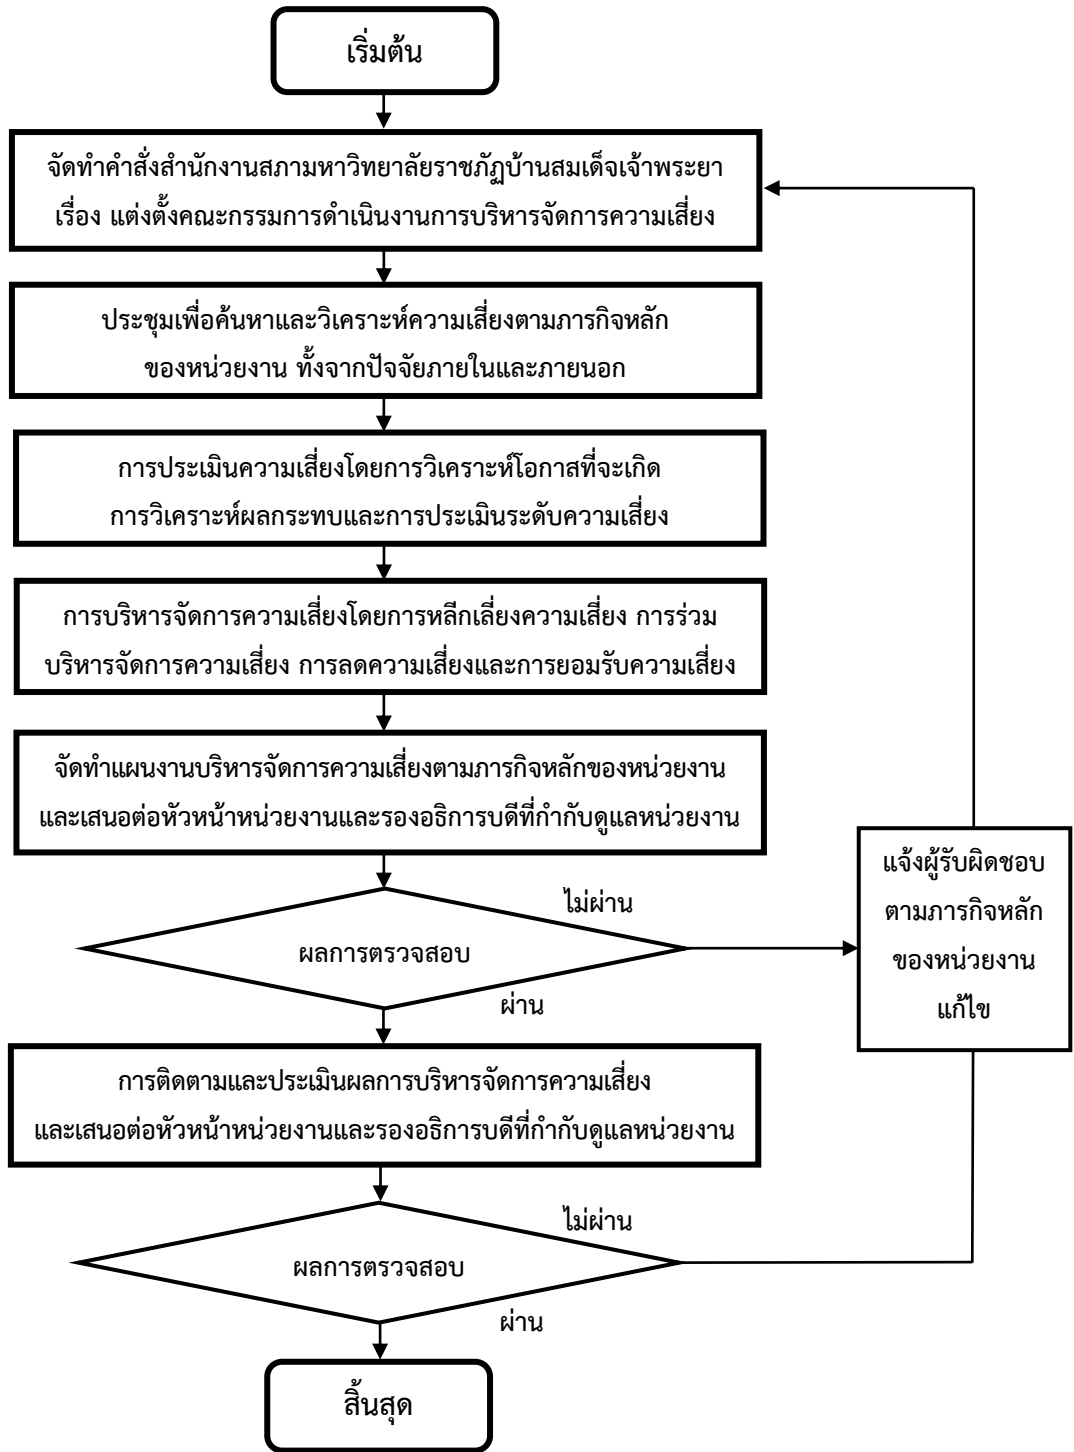 เริ่มต้น
จัดทำคำสั่งสำนักงานสภามหาวิทยาลัยราชภัฏบ้านสมเด็จเจ้าพระยา
เรื่อง แต่งตั้งคณะกรรมการดำเนินงานการบริหารจัดการความเสี่ยง
ประชุมเพื่อค้นหาและวิเคราะห์ความเสี่ยงตามภารกิจหลัก
ของหน่วยงาน ทั้งจากปัจจัยภายในและภายนอก
การประเมินความเสี่ยงโดยการวิเคราะห์โอกาสที่จะเกิด
การวิเคราะห์ผลกระทบและการประเมินระดับความเสี่ยง
การบริหารจัดการความเสี่ยงโดยการหลีกเลี่ยงความเสี่ยง การร่วม
บริหารจัดการความเสี่ยง การลดความเสี่ยงและการยอมรับความเสี่ยง
จัดทำแผนงานบริหารจัดการความเสี่ยงตามภารกิจหลักของหน่วยงาน
และเสนอต่อหัวหน้าหน่วยงานและรองอธิการบดีที่กำกับดูแลหน่วยงาน
ไม่ผ่าน
ผลการตรวจสอบ
ผ่าน
แจ้งผู้รับผิดชอบ
ตามภารกิจหลัก
ของหน่วยงาน
แก้ไข
การติดตามและประเมินผลการบริหารจัดการความเสี่ยง
และเสนอต่อหัวหน้าหน่วยงานและรองอธิการบดีที่กำกับดูแลหน่วยงาน
ไม่ผ่าน
ผลการตรวจสอบ
ผ่าน
สิ้นสุด